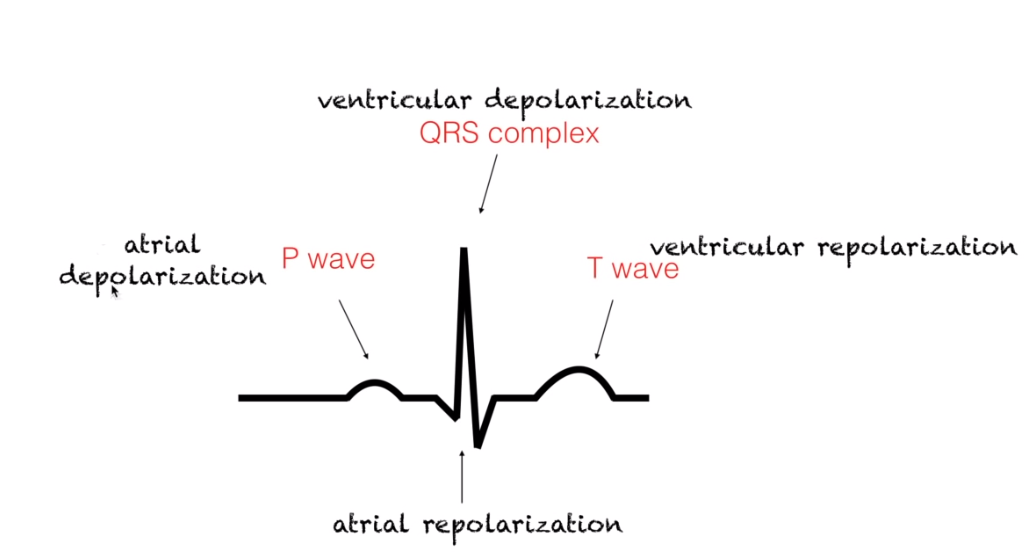 ventricular depolarization
QRS complex
atrial
depolarization
P wave
ventricular repolarization
T wave
atrial repolarization